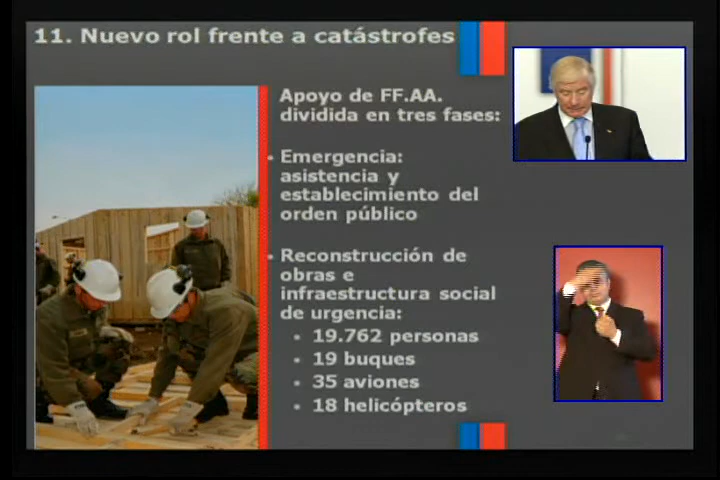 11. Nuevo rol frente a catástrofes
Apoyo de FF.AA.
dividida en tres fases:
• Emergencia:
asistencia y
establecimiento del
orden público
• Reconstrucción de
obras e
infraestructura social
de urgencia:
• 19.762 personas
• 19 buques
• 35 aviones
• 18 helicópteros